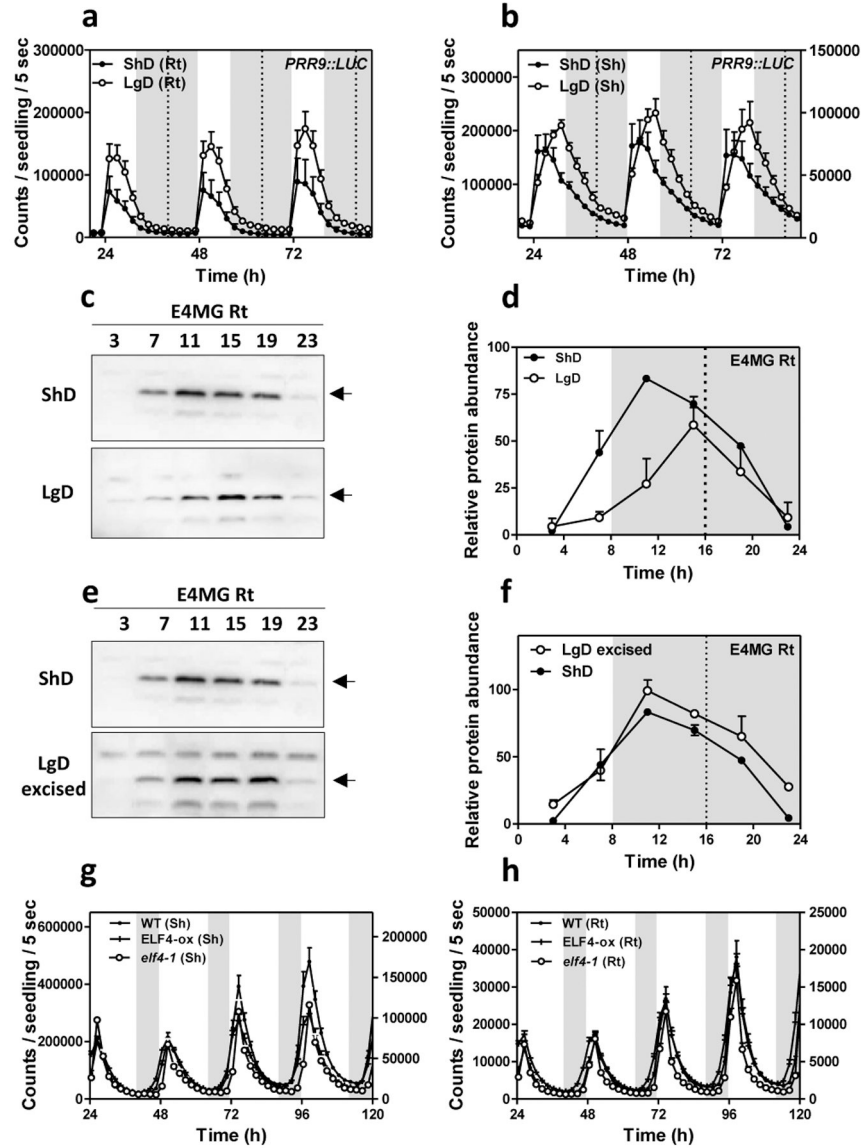 a
ShD (Rt)
LgD (Rt)
PRR9::LUC
300000
200000
100000
0
24
48
72
Counts / seedling / 5 sec
Time (h)
b
ShD (Sh)
LgD (Sh)
PRR9::LUC
300000
200000
100000
150000
100000
50000
0
24
48
72
Time (h)
c
E4MG Rt
3 7 11 15 19 23
ShD
LgD
d
ShD
LgD
E4MG Rt
100
75
50
25
0
0 4 8 12 16 20 24
Relative protein abundance
Time (h)
e
E4MG Rt
3 7 11 15 19 23
ShD
LgD
excised
f
LgD excised
ShD
E4MG Rt
100
50
0
0 4 8 12 16 20 24
Relative protein abundance
Time (h)
g
WT (Sh)
ELF4-ox (Sh)
elf4-1 (Sh)
600000
400000
200000
0
200000
150000
100000
50000
0
24 48 72 96 120
Counts / seedling / 5 sec
Time (h)
h
WT (Rt)
ELF4-ox (Rt)
elf4-1 (Rt)
50000
40000
30000
20000
10000
0
25000
20000
15000
10000
5000
0
24 48 72 96 120
Time (h)